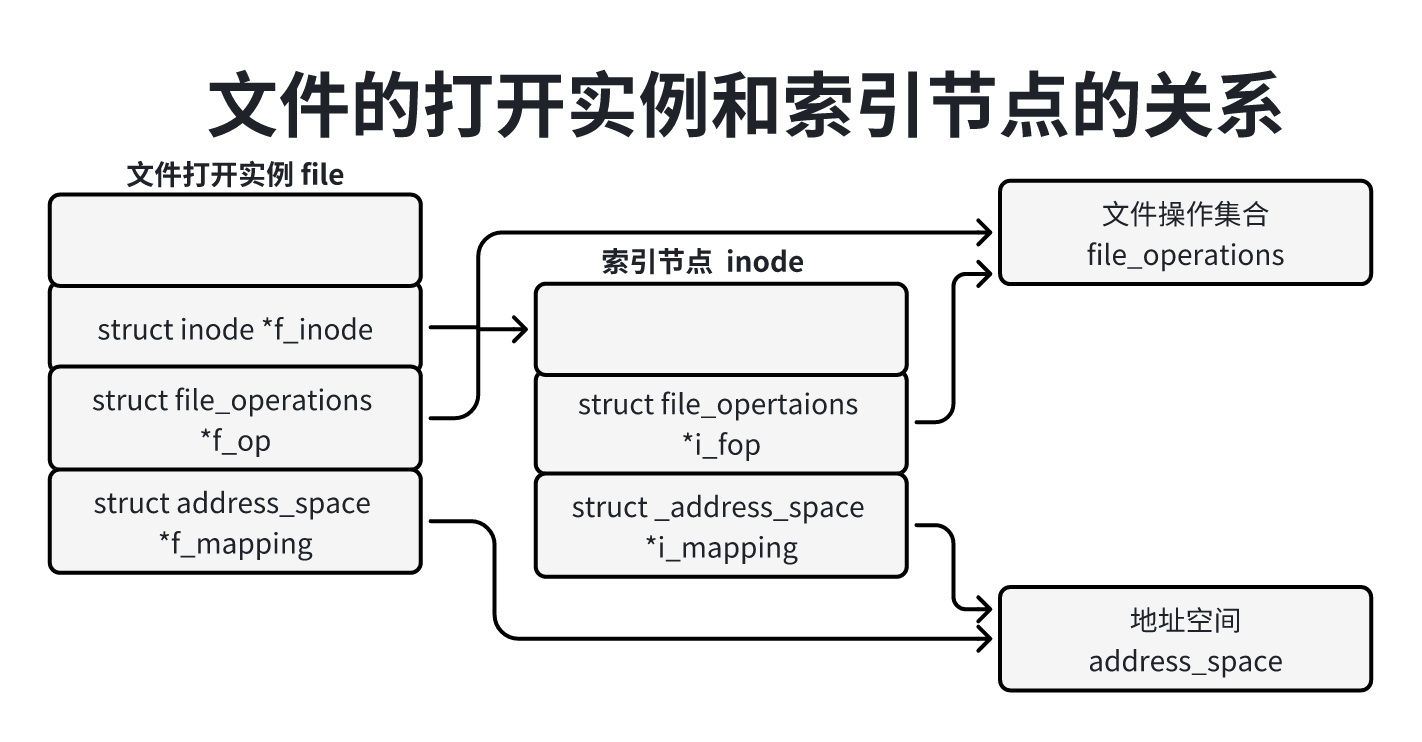 文件的打开实例和索引节点的关系
文件打开实例 file
struct inode *f_inode
struct file_operations
*f_op
struct address_space
*f_mapping
索引节点 inode
struct file_opertaions
*i_fop
struct _address_space
*i_mapping
文件操作集合
file_operations
地址空间
address_space